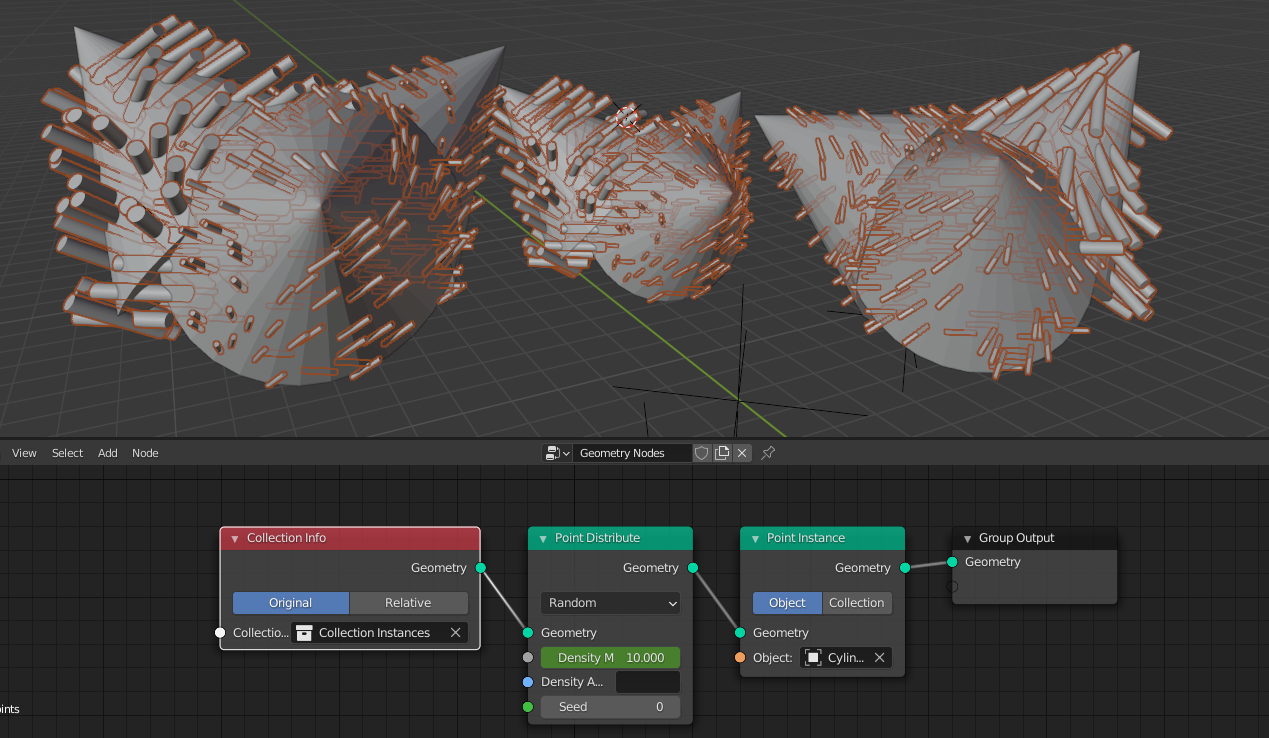 View Select Add Node Geometry Nodes
Collection Info
Geometry
Original Relative
Collectio... Collection Instances
Point Distribute
Geometry
Random
Geometry
Density M 10.000
Density A...
Seed 0
Point Instance
Geometry
Object Collection
Geometry
Object: Cylin...
Group Output
Geometry
oints